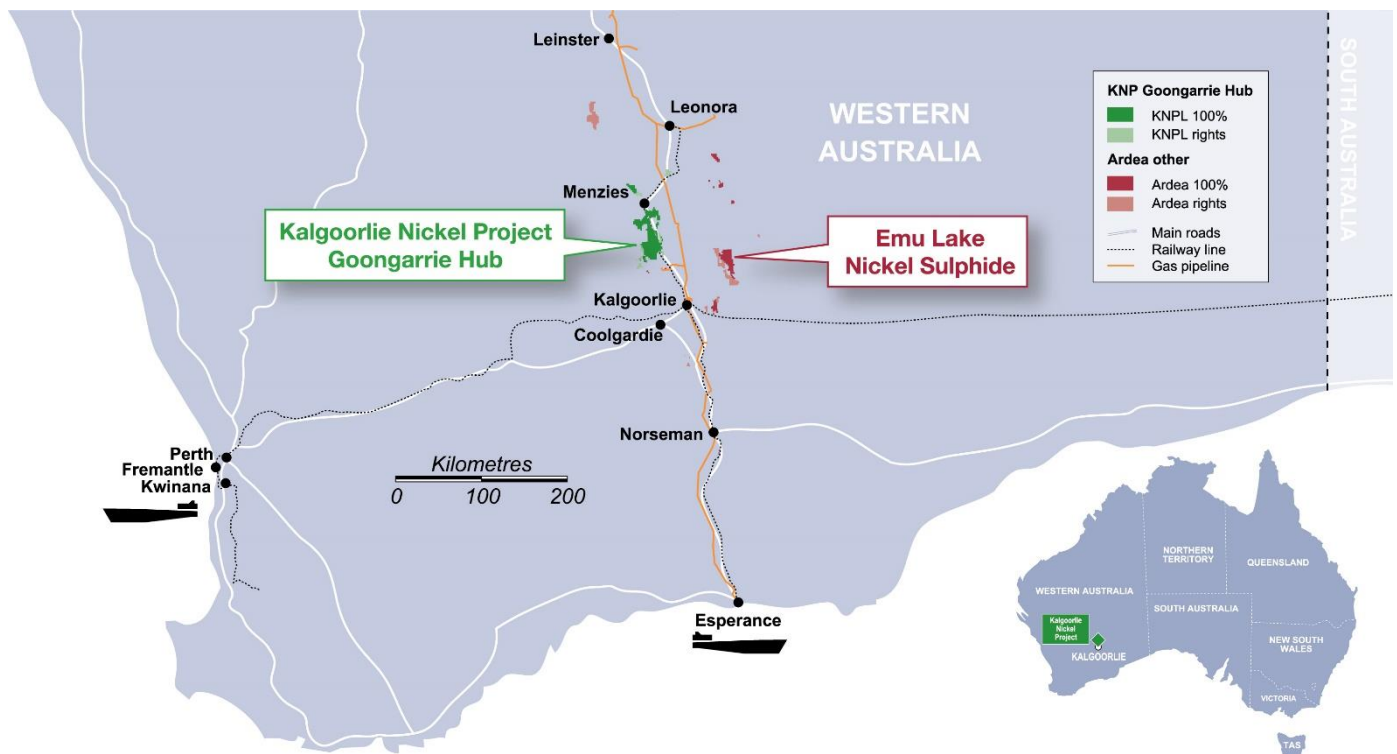 Leinster
Leonora
WESTERN
AUSTRALIA
SOUTH AUSTRALIA
KNP Goongarrie Hub
KNPL 100%
KNPL rights
Ardea other
Ardea 100%
Ardea rights
Main roads
Railway line
Gas pipeline
Menzies
Kalgoorlie Nickel Project
Goongarrie Hub
Emu Lake
Nickel Sulphide
Kalgoorlie
Coolgardie
Norseman
Perth
Fremantle
Kwinana
Kilometres
0 100 200
Esperance
NORTHERN
TERRITORY
QUEENSLAND
WESTERN AUSTRALIA
SOUTH AUSTRALIA
Kalgoorlie
Nickel
Project
KALGOORLIE
NEW SOUTH
WALES
VICTORIA
TAS